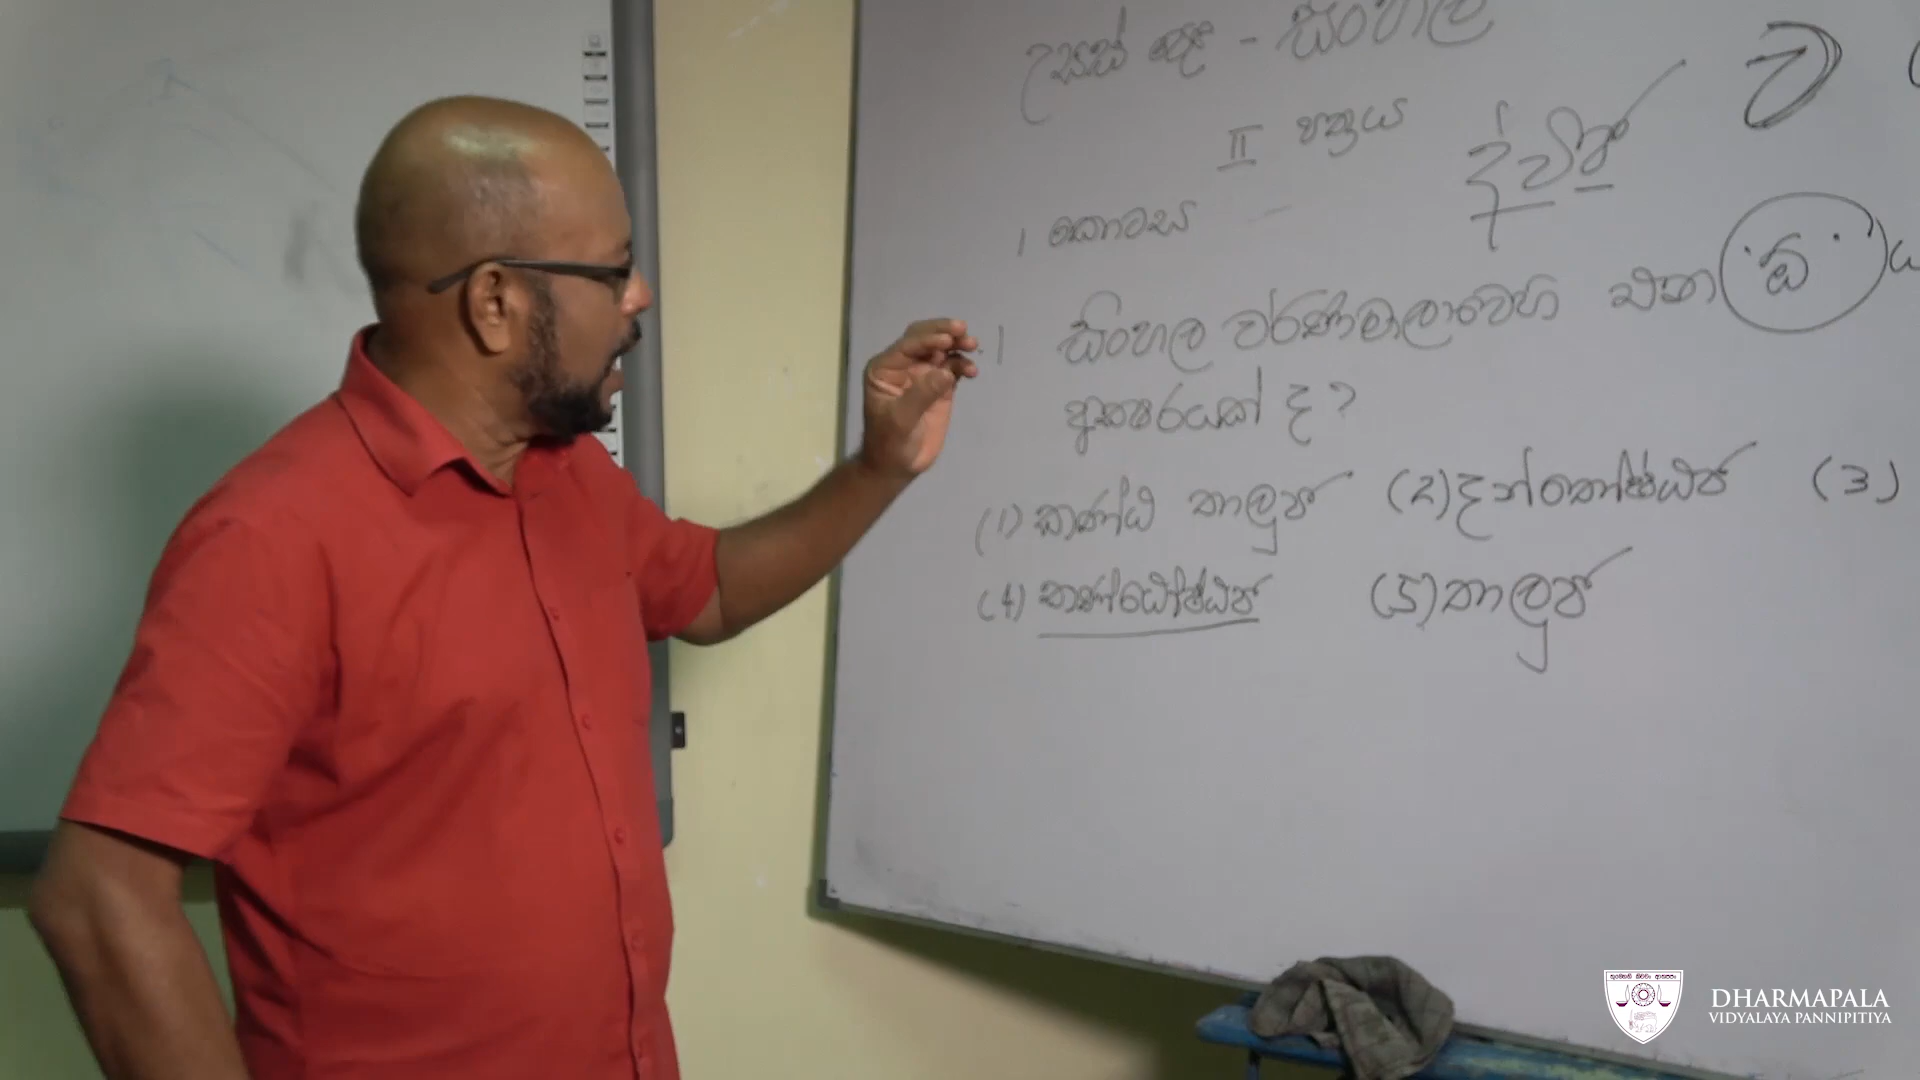 උසස් පෙළ - සිංහල
II පත්‍රය
ද්විත්ව
ව
I කොටස
.1 සිංහල වර්ණමාලාවෙහි එන 'ඔ' ය
අක්ෂරයක් ද?
(1) කණ්ඨ තාලුජ (2) දන්තෝෂ්ඨජ (3)
(4) කණ්ඨෝෂ්ඨජ (5) තාලුජ
DHARMAPALA
VIDYALAYA PANNIPITIYA